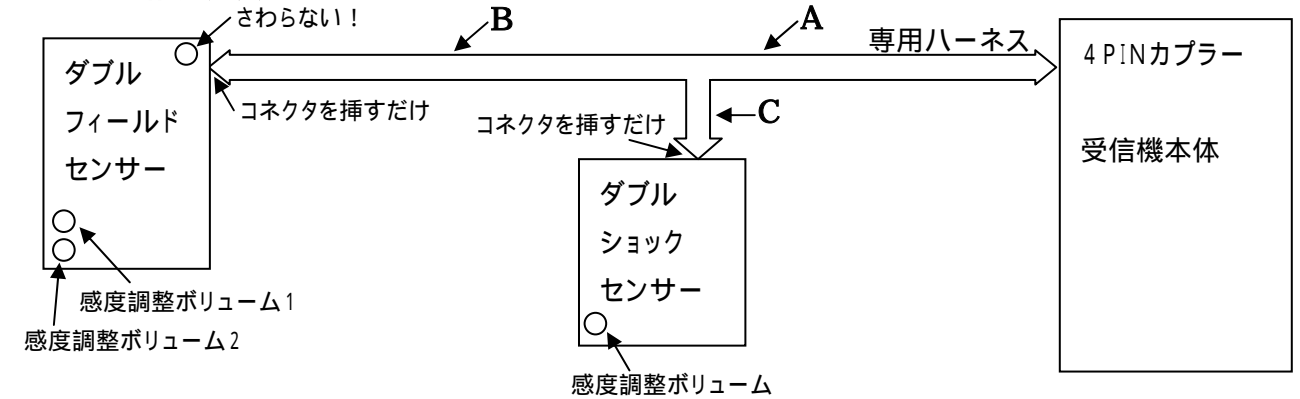 さわらない！
B
A
専用ハーネス
4PINカプラー
ダブル
フィールド
センサー
コネクタを挿すだけ
コネクタを挿すだけ
C
受信機本体
ダブル
ショック
センサー
感度調整ボリューム1
感度調整ボリューム2
感度調整ボリューム